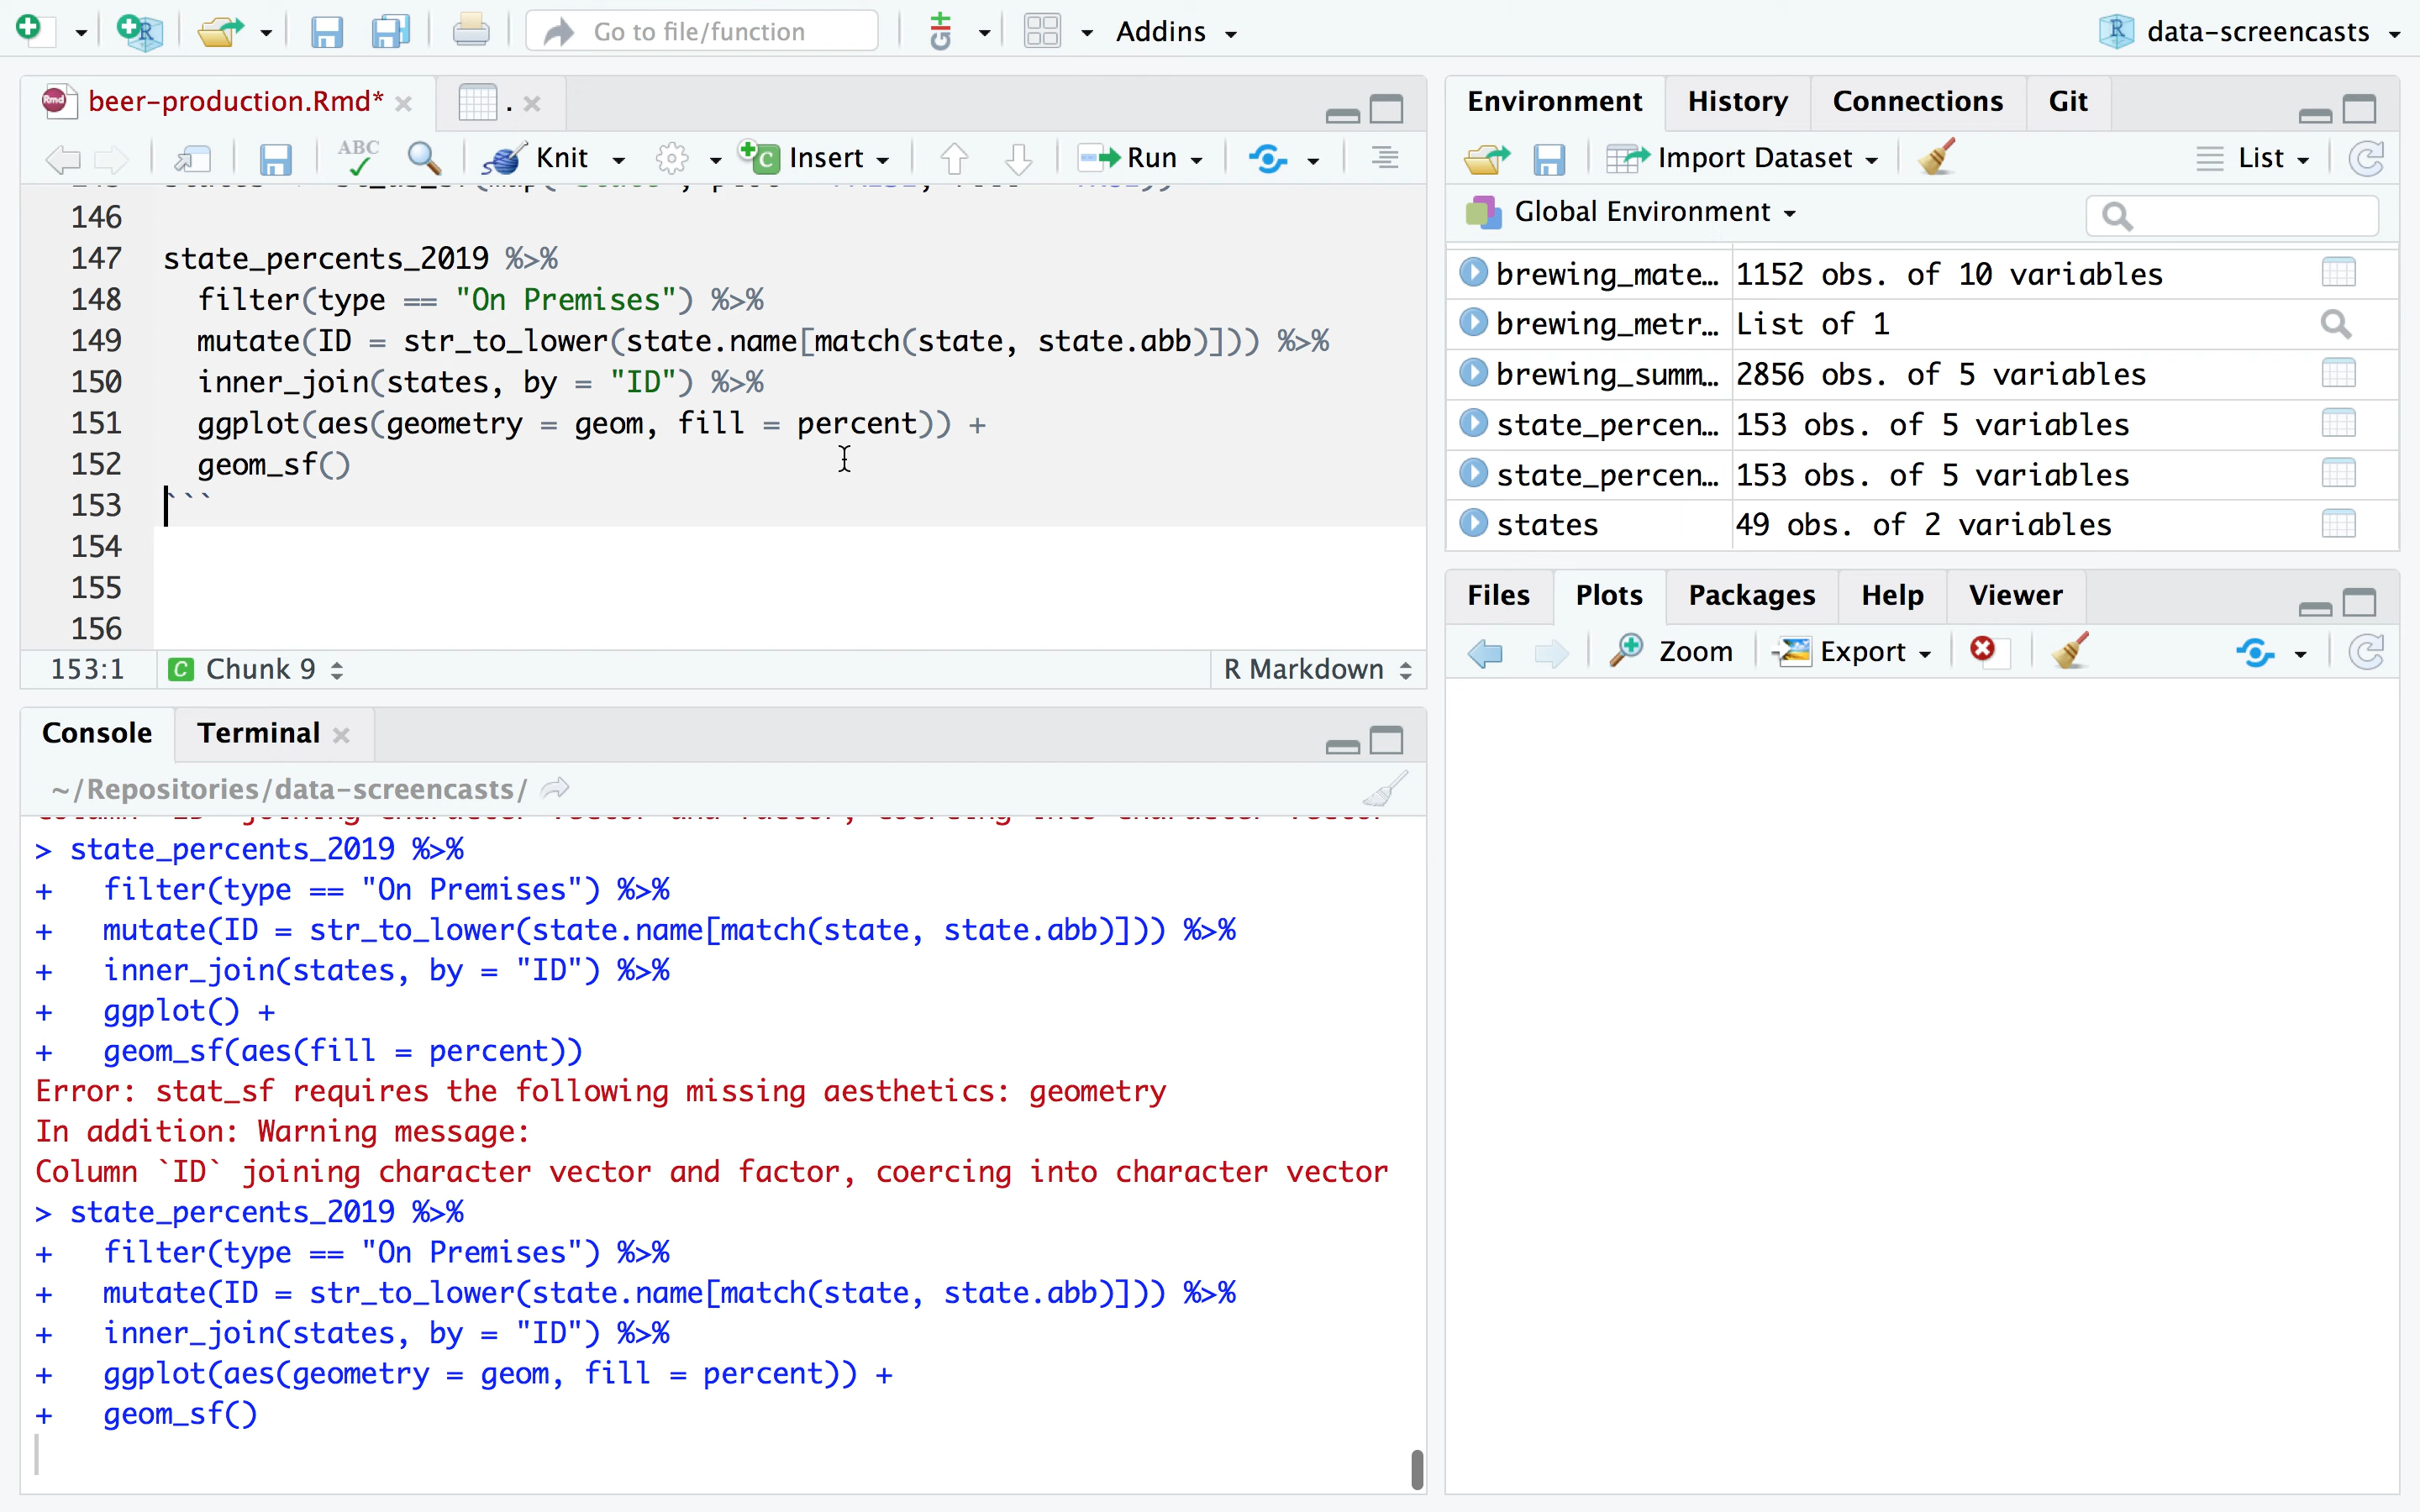 Go to file/function
Addins
data-screencasts
beer-production.Rmd*
.
ABC
Knit
Insert
Run
146
147 state_percents_2019 %>%
148 filter(type == "On Premises") %>%
149 mutate(ID = str_to_lower(state.name[match(state, state.abb)])) %>%
150 inner_join(states, by = "ID") %>%
151 ggplot(aes(geometry = geom, fill = percent)) +
152 geom_sf()
153 ```
154
155
156
153:1 C Chunk 9 R Markdown
Console Terminal
~/Repositories/data-screencasts/
> state_percents_2019 %>%
+ filter(type == "On Premises") %>%
+ mutate(ID = str_to_lower(state.name[match(state, state.abb)])) %>%
+ inner_join(states, by = "ID") %>%
+ ggplot() +
+ geom_sf(aes(fill = percent))
Error: stat_sf requires the following missing aesthetics: geometry
In addition: Warning message:
Column `ID` joining character vector and factor, coercing into character vector
> state_percents_2019 %>%
+ filter(type == "On Premises") %>%
+ mutate(ID = str_to_lower(state.name[match(state, state.abb)])) %>%
+ inner_join(states, by = "ID") %>%
+ ggplot(aes(geometry = geom, fill = percent)) +
+ geom_sf()
Environment History Connections Git
Import Dataset
List
Global Environment
brewing_mate… 1152 obs. of 10 variables
brewing_metr… List of 1
brewing_summ… 2856 obs. of 5 variables
state_percen… 153 obs. of 5 variables
state_percen… 153 obs. of 5 variables
states 49 obs. of 2 variables
Files Plots Packages Help Viewer
Zoom Export